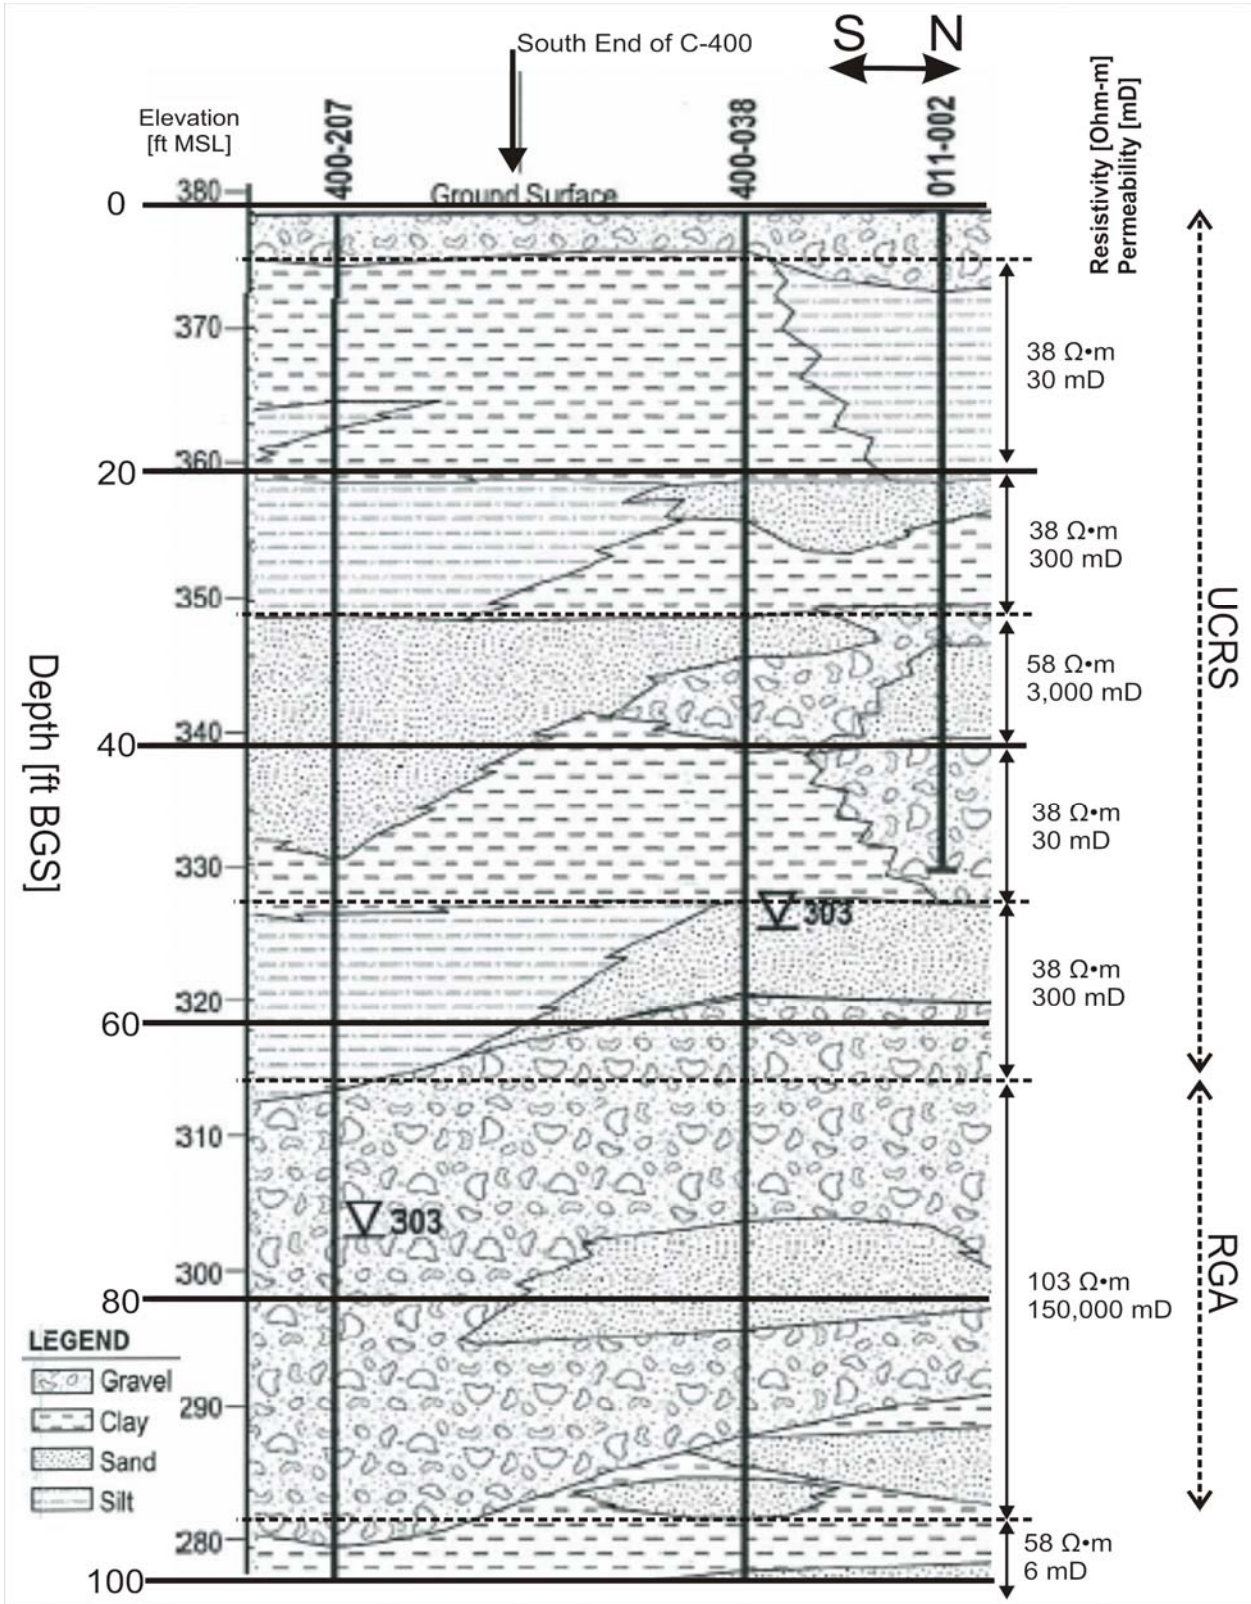 South End of C-400
S N
Elevation
[ft MSL]
400-207
400-038
011-002
Resistivity [Ohm-m]
Permeability [mD]
Ground Surface
380
0
370
38 Ω•m
30 mD
360
20
38 Ω•m
300 mD
350
58 Ω•m
3,000 mD
UCRS
Depth [ft BGS]
340
40
38 Ω•m
30 mD
330
303
38 Ω•m
300 mD
320
60
310
303
300
80
103 Ω•m
150,000 mD
RGA
LEGEND
Gravel
Clay
Sand
Silt
290
280
58 Ω•m
6 mD
100